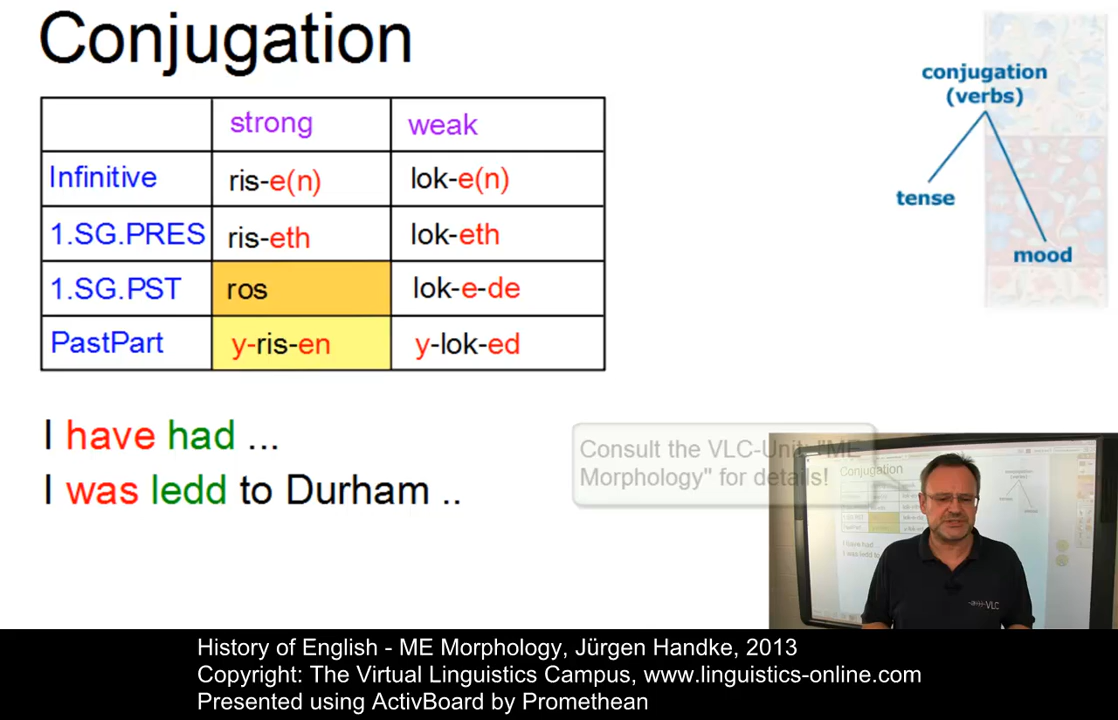 Conjugation
strong weak
Infinitive ris-e(n) lok-e(n)
1.SG.PRES ris-eth lok-eth
1.SG.PST ros lok-e-de
PastPart y-ris-en y-lok-ed
conjugation
(verbs)
tense
mood
I have had ...
I was ledd to Durham ..
Consult the VLC-Unit: "ME
Morphology" for details!
Conjugation
VLC
History of English - ME Morphology, Jürgen Handke, 2013
Copyright: The Virtual Linguistics Campus, www.linguistics-online.com
Presented using ActivBoard by Promethean